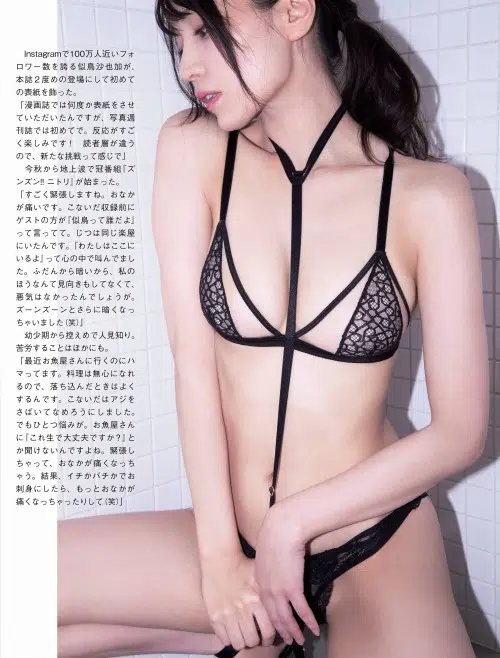 Instagramで100万人近いフォ
ロワー数を誇る似鳥沙也加が、
本誌２度めの登場にして初めて
の表紙を飾った。
「漫画誌では何度か表紙をさせ
ていただいたんですが、写真週
刊誌では初めてで。反応がすご
く楽しみです！　読者層が違う
ので、新たな挑戦って感じで」
今秋から地上波で冠番組『ズ
ンズン!! ニトリ』が始まった。
「すごく緊張しますね。おなか
が痛いです。こないだ収録前に
ゲストの方が『似鳥って誰だよ』
って言ってて。じつは同じ楽屋
にいたんです。『わたしはここに
いるよ』って心の中で叫んでまし
た。ふだんから暗いから、私の
ほうなんて見向きもしてなくて、
悪気はなかったんでしょうが。
ズーンズーンとさらに暗くなっ
ちゃいました（笑）」
幼少期から控えめで人見知り。
苦労することはほかにも。
「最近お魚屋さんに行くのにハ
マってます。料理は無心になれ
るので、落ち込んだときはよく
するんです。こないだはアジを
さばいてなめろうにしました。
でもひとつ悩みが。お魚屋さん
に『これ生で大丈夫ですか？』と
か聞けないんですよね。緊張し
ちゃって、おなかが痛くなっち
ゃう。結果、イチかバチかでお
刺身にしたら、もっとおなかが
痛くなっちゃったりして（笑）」